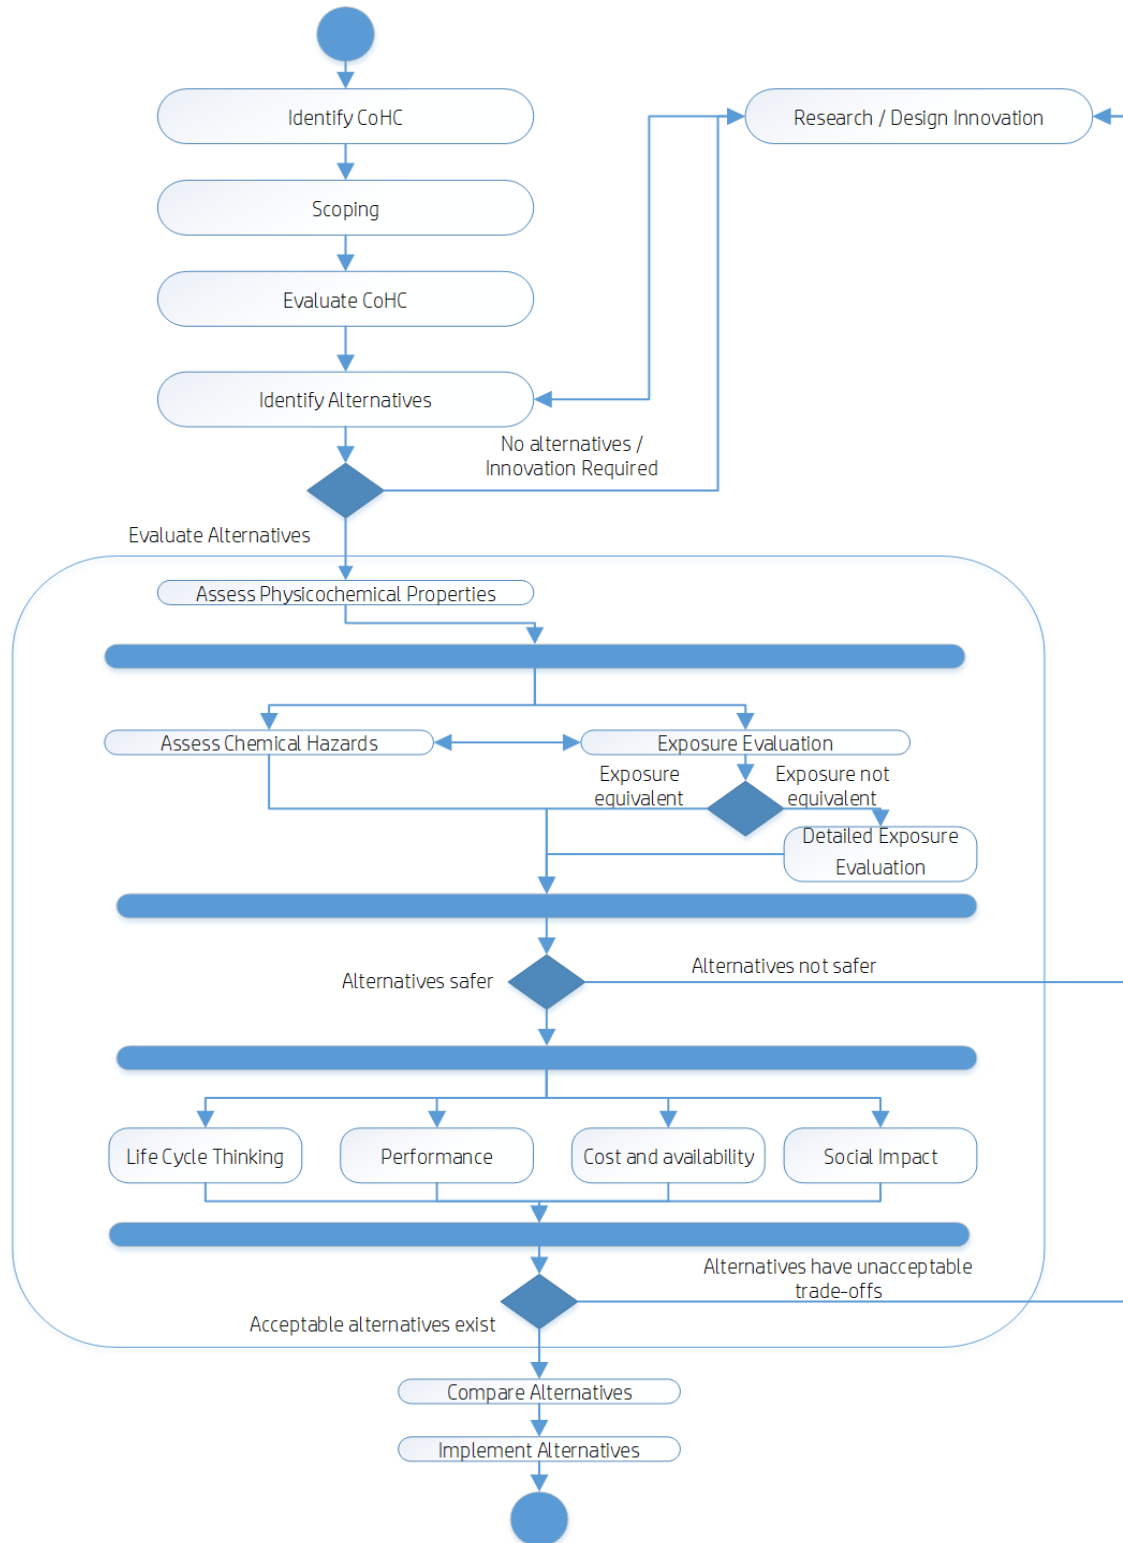 Identify CoHC
Research / Design Innovation
Scoping
Evaluate CoHC
Identify Alternatives
No alternatives /
Innovation Required
Evaluate Alternatives
Assess Physicochemical Properties
Assess Chemical Hazards
Exposure Evaluation
Exposure
equivalent
Exposure not
equivalent
Detailed Exposure
Evaluation
Alternatives safer
Alternatives not safer
Life Cycle Thinking
Performance
Cost and availability
Social Impact
Alternatives have unacceptable
trade-offs
Acceptable alternatives exist
Compare Alternatives
Implement Alternatives